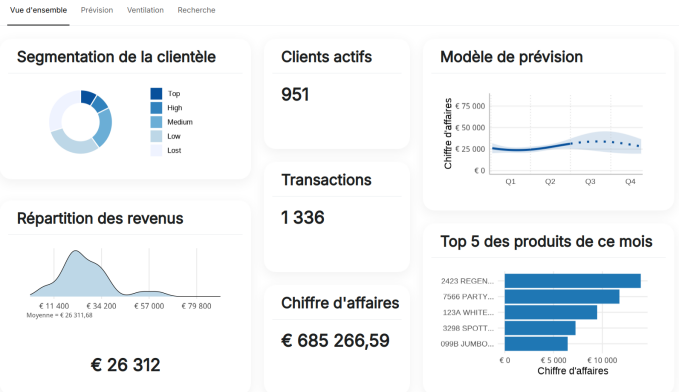 Vue d'ensemble
Prévision
Ventilation
Recherche
Segmentation de la clientèle
Top
High
Medium
Low
Lost
Répartition des revenus
€ 11 400
€ 34 200
€ 57 000
€ 79 800
Moyenne = € 26 311,68
€ 26 312
Clients actifs
951
Transactions
1 336
Chiffre d'affaires
€ 685 266,59
Modèle de prévision
Chiffre d'affaires
€ 75 000
€ 50 000
€ 25 000
€ 0
Q1
Q2
Q3
Q4
Top 5 des produits de ce mois
2423 REGEN...
7566 PARTY...
123A WHITE...
3298 SPOTT...
099B JUMBO...
€ 0
€ 5 000
€ 10 000
Chiffre d'affaires